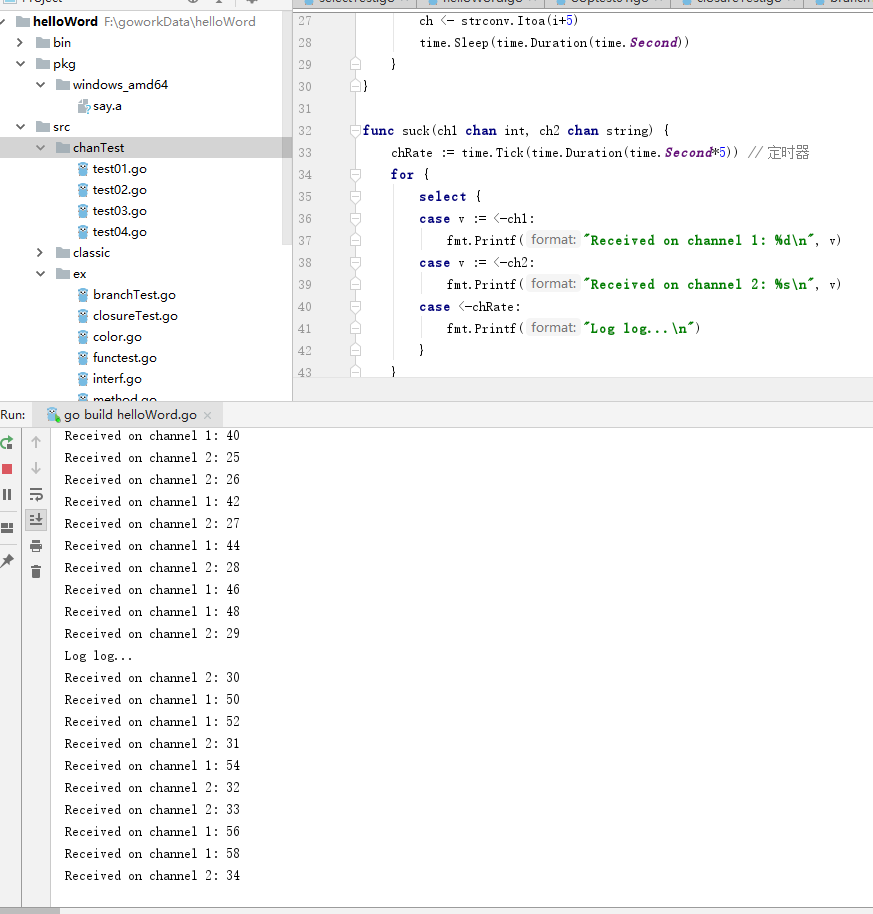 helloWord F:\goworkData\helloWord
bin
pkg
windows_amd64
say.a
src
chanTest
test01.go
test02.go
test03.go
test04.go
classic
ex
branchTest.go
closureTest.go
color.go
functest.go
interf.go
method.go
27 ch <- strconv.Itoa(i+5)
28 time.Sleep(time.Duration(time.Second))
29 }
30 }
31
32 func suck(ch1 chan int, ch2 chan string) {
33 chRate := time.Tick(time.Duration(time.Second*5)) // 定时器
34 for {
35 select {
36 case v := <-ch1:
37 fmt.Printf( format: "Received on channel 1: %d\n", v)
38 case v := <-ch2:
39 fmt.Printf( format: "Received on channel 2: %s\n", v)
40 case <-chRate:
41 fmt.Printf( format: "Log log...\n")
42 }
43 }
Run: go build helloWord.go
Received on channel 1: 40
Received on channel 2: 25
Received on channel 2: 26
Received on channel 1: 42
Received on channel 2: 27
Received on channel 1: 44
Received on channel 2: 28
Received on channel 1: 46
Received on channel 1: 48
Received on channel 2: 29
Log log...
Received on channel 2: 30
Received on channel 1: 50
Received on channel 1: 52
Received on channel 2: 31
Received on channel 1: 54
Received on channel 2: 32
Received on channel 2: 33
Received on channel 1: 56
Received on channel 1: 58
Received on channel 2: 34